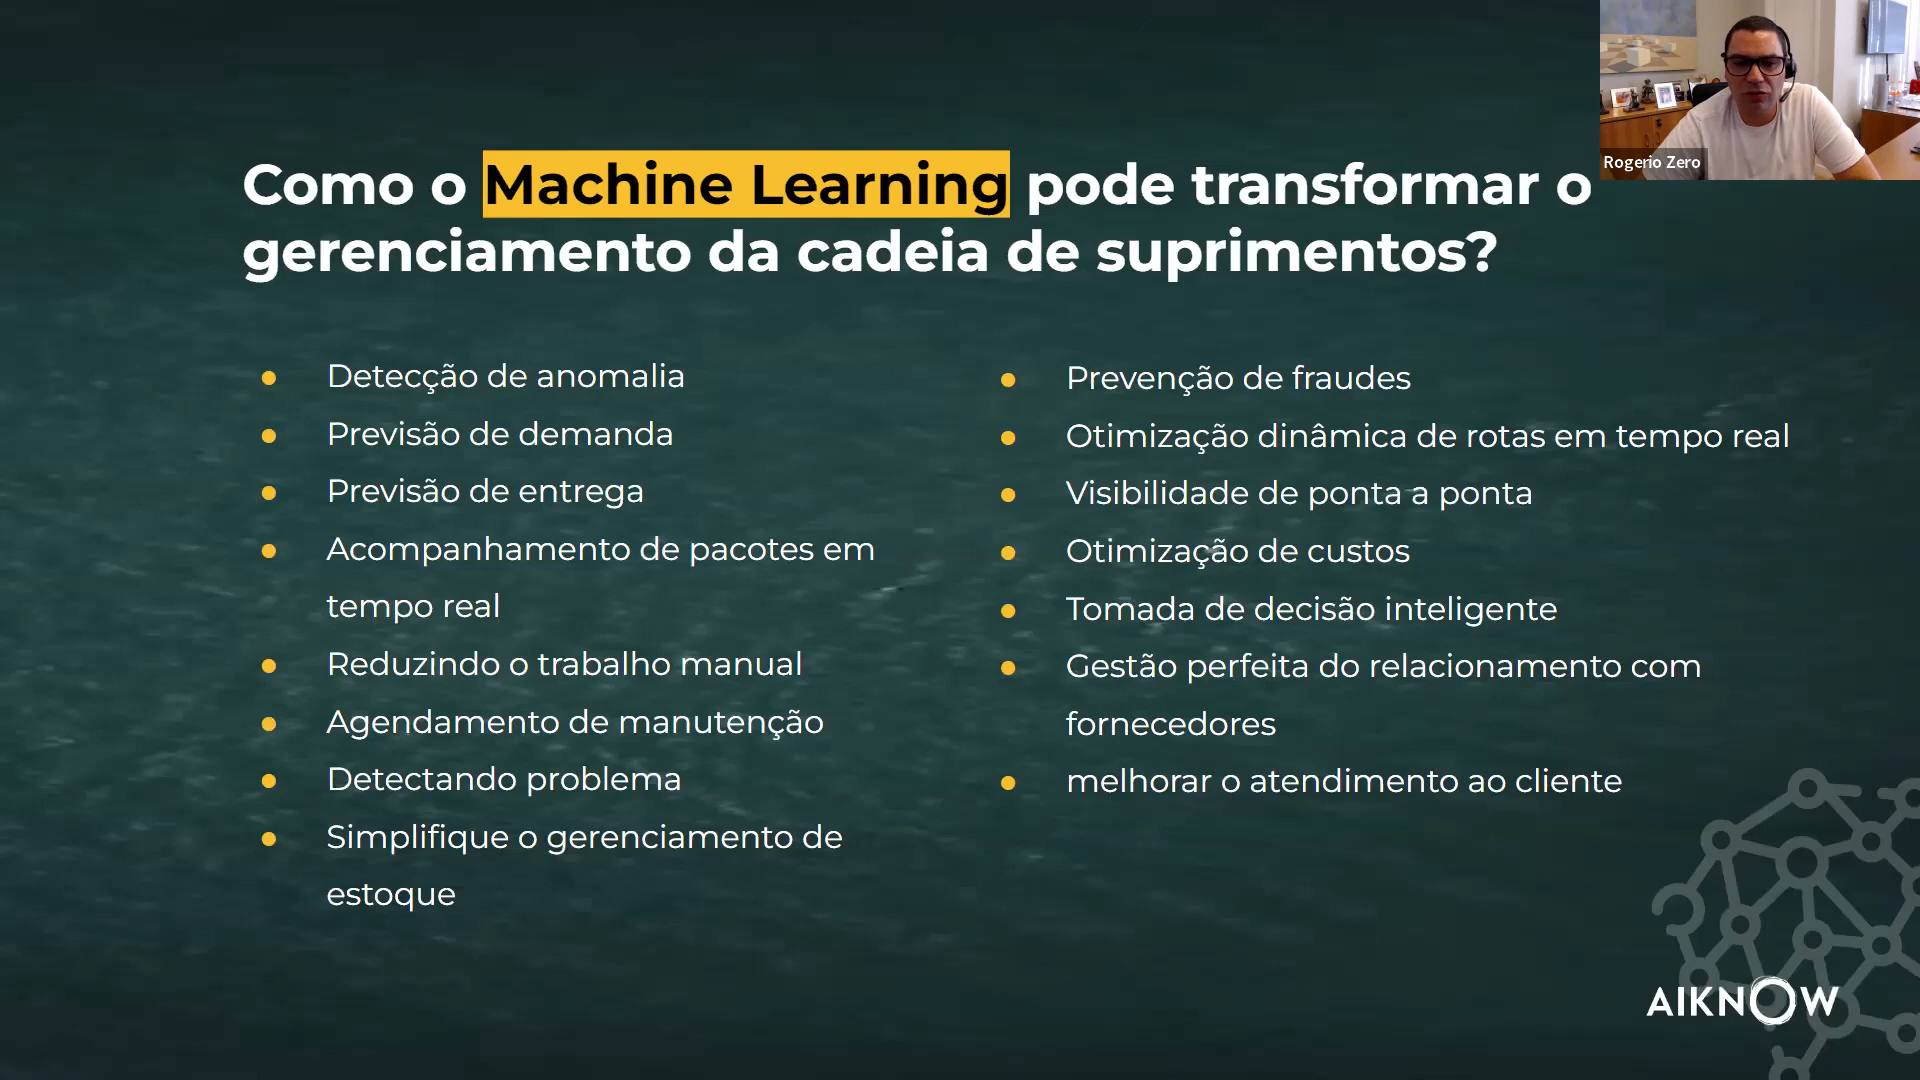 Como o Machine Learning pode transformar o
gerenciamento da cadeia de suprimentos?
Detecção de anomalia
Previsão de demanda
Previsão de entrega
Acompanhamento de pacotes em
tempo real
Reduzindo o trabalho manual
Agendamento de manutenção
Detectando problema
Simplifique o gerenciamento de
estoque
Prevenção de fraudes
Otimização dinâmica de rotas em tempo real
Visibilidade de ponta a ponta
Otimização de custos
Tomada de decisão inteligente
Gestão perfeita do relacionamento com
fornecedores
melhorar o atendimento ao cliente
Rogerio Zero
AIKNOW